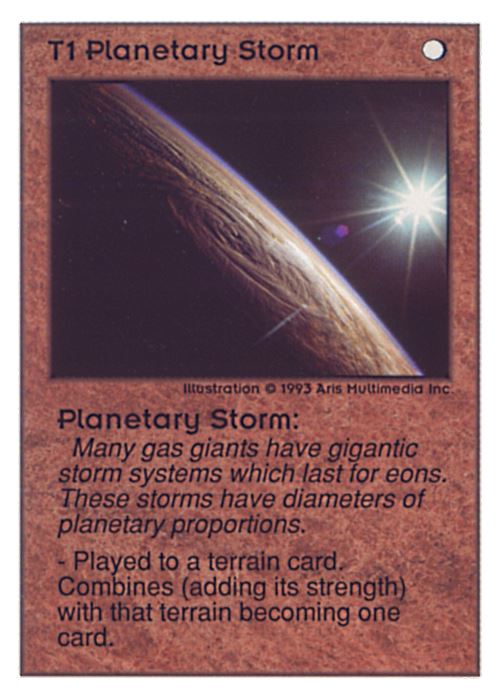 T1 Planetary Storm
Illustration © 1993 Aris Multimedia Inc.
Planetary Storm:
Many gas giants have gigantic
storm systems which last for eons.
These storms have diameters of
planetary proportions.
- Played to a terrain card.
Combines (adding its strength)
with that terrain becoming one
card.